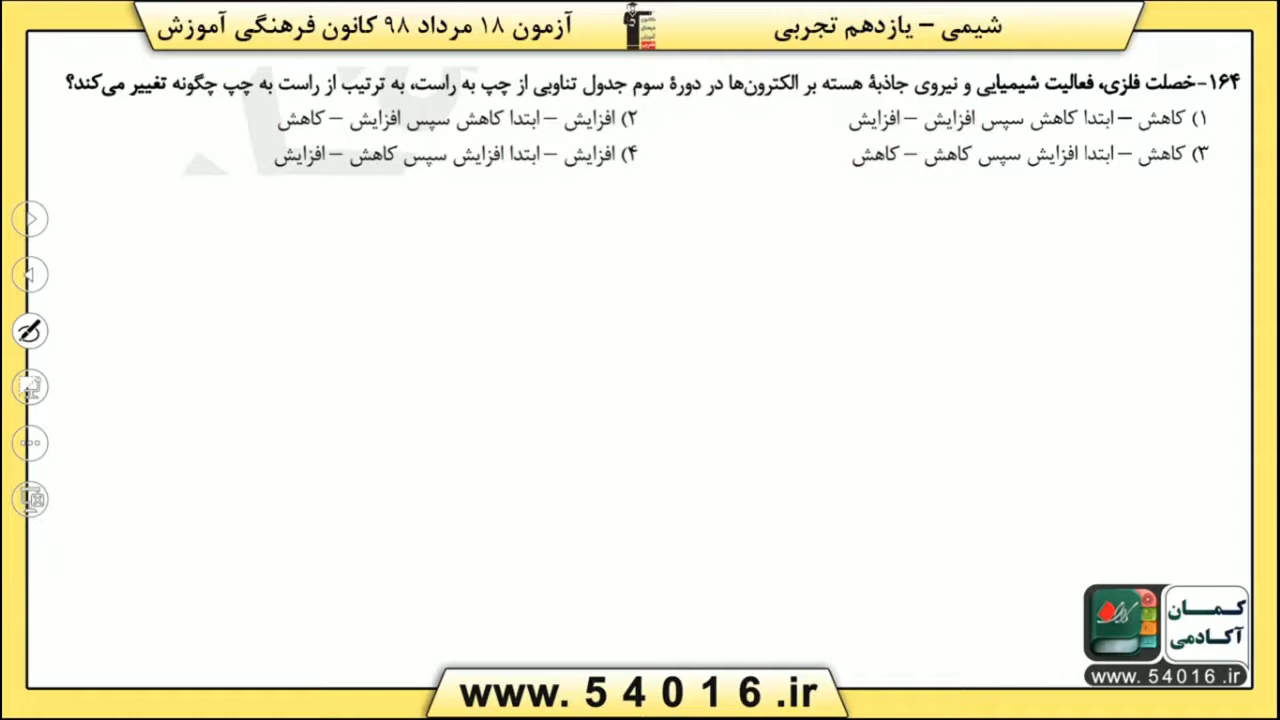 شیمی – یازدهم تجربی
آزمون ۱۸ مرداد ۹۸ کانون فرهنگی آموزش
۱۶۴-خصلت فلزی، فعالیت شیمیایی و نیروی جاذبهٔ هسته بر الکترون‌ها در دورهٔ سوم جدول تناوبی از چپ به راست، به ترتیب از راست به چپ چگونه تغییر می‌کند؟
۱) کاهش – ابتدا کاهش سپس افزایش – افزایش
۲) افزایش – ابتدا کاهش سپس افزایش – کاهش
۳) کاهش – ابتدا افزایش سپس کاهش – کاهش
۴) افزایش – ابتدا افزایش سپس کاهش – افزایش
کمان
آکادمی
www. 54016 .ir
www. 5 4 0 1 6 .ir